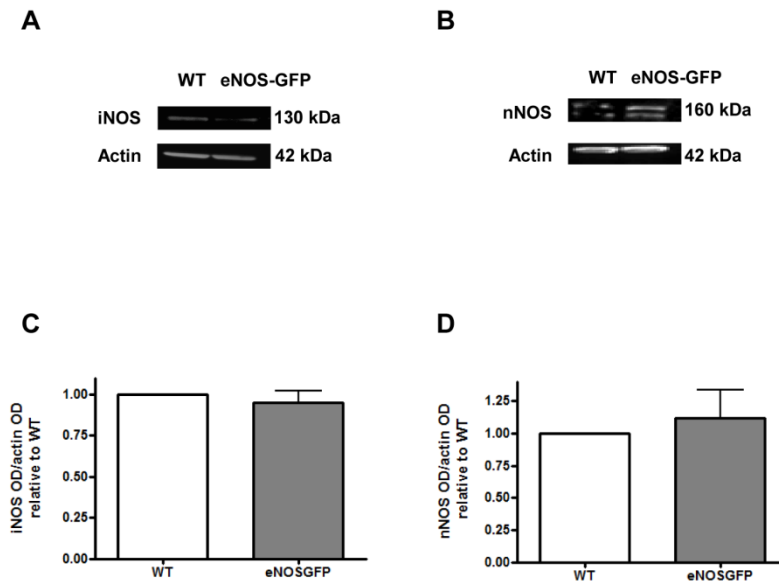 A
WT eNOS-GFP
iNOS 130 kDa
Actin 42 kDa
B
WT eNOS-GFP
nNOS 160 kDa
Actin 42 kDa
C
iNOS OD/actin OD
relative to WT
1.00
0.75
0.50
0.25
0.00
WT eNOSGFP
D
nNOS OD/actin OD
relative to WT
1.25
1.00
0.75
0.50
0.25
0.00
WT eNOSGFP